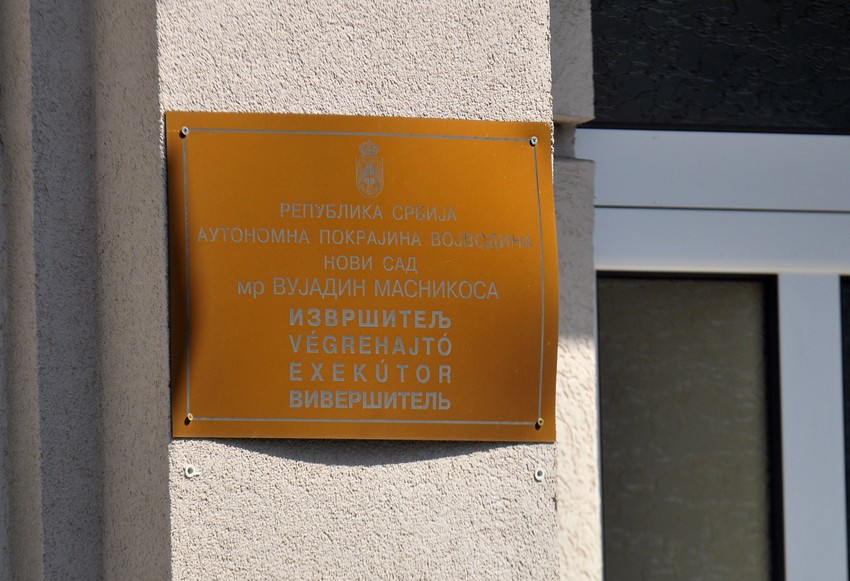 РЕПУБЛИКА СРБИЈА
АУТОНОМНА ПОКРАЈИНА ВОЈВОДИНА
НОВИ САД
мр ВУЈАДИН МАСНИКОСА
ИЗВРШИТЕЉ
VÉGREHAJTÓ
EXEKÚTOR
ВИВЕРШИТЕЛЬ